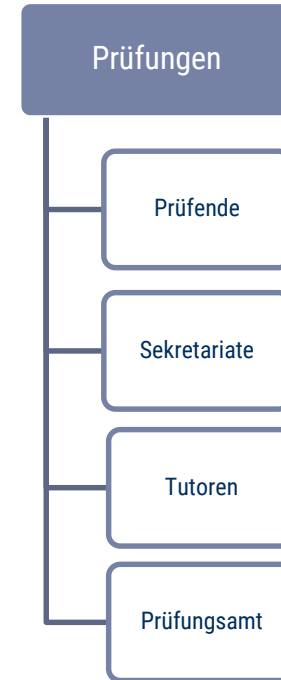 Prüfungen
Prüfende
Sekretariate
Tutoren
Prüfungsamt